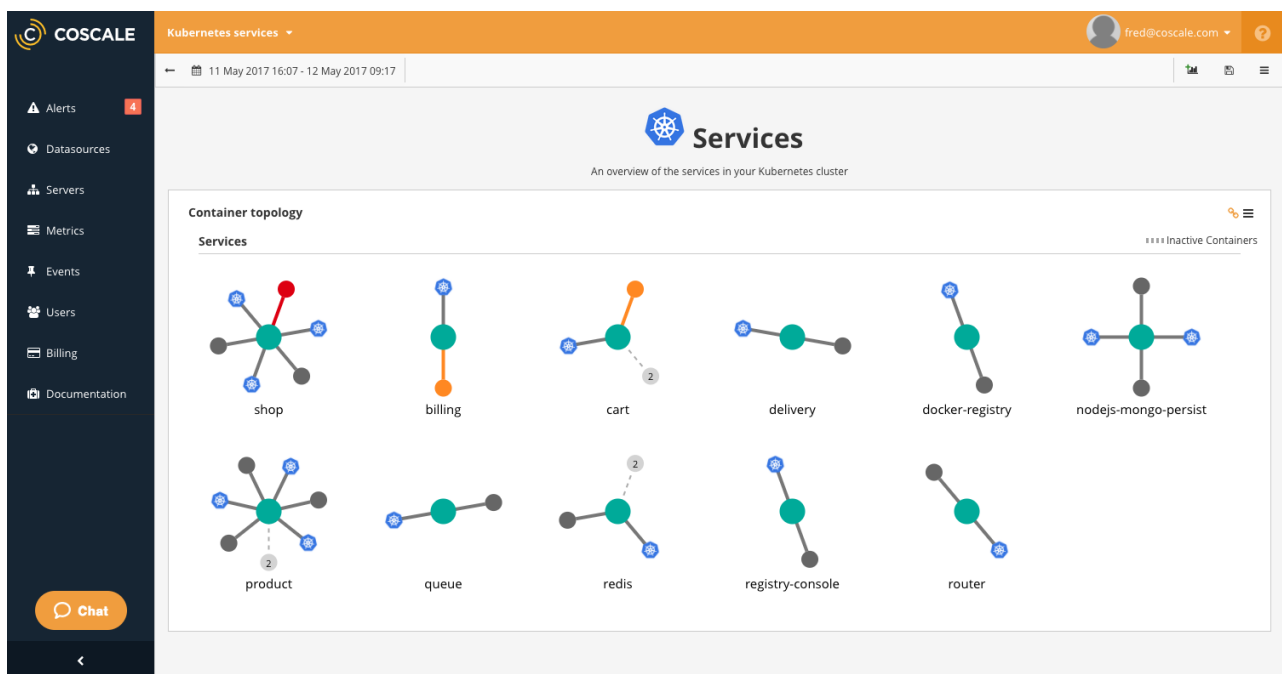 COSCALE
Kubernetes services
fred@coscale.com
?
11 May 2017 16:07 - 12 May 2017 09:17
Alerts 4
Datasources
Servers
Metrics
Events
Users
Billing
Documentation
Chat
Services
An overview of the services in your Kubernetes cluster
Container topology
Services
Inactive Containers
2
shop billing cart delivery docker-registry nodejs-mongo-persist
2
2
product queue redis registry-console router